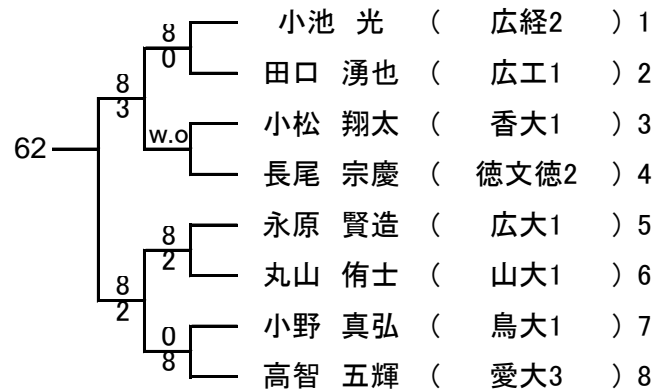 小池 光 ( 広経2 ) 1
8
0
田口 湧也 ( 広工1 ) 2
8
3
小松 翔太 ( 香大1 ) 3
w.o
62
長尾 宗慶 ( 徳文徳2 ) 4
永原 賢造 ( 広大1 ) 5
8
2
丸山 侑士 ( 山大1 ) 6
8
2
小野 真弘 ( 鳥大1 ) 7
0
8
高智 五輝 ( 愛大3 ) 8